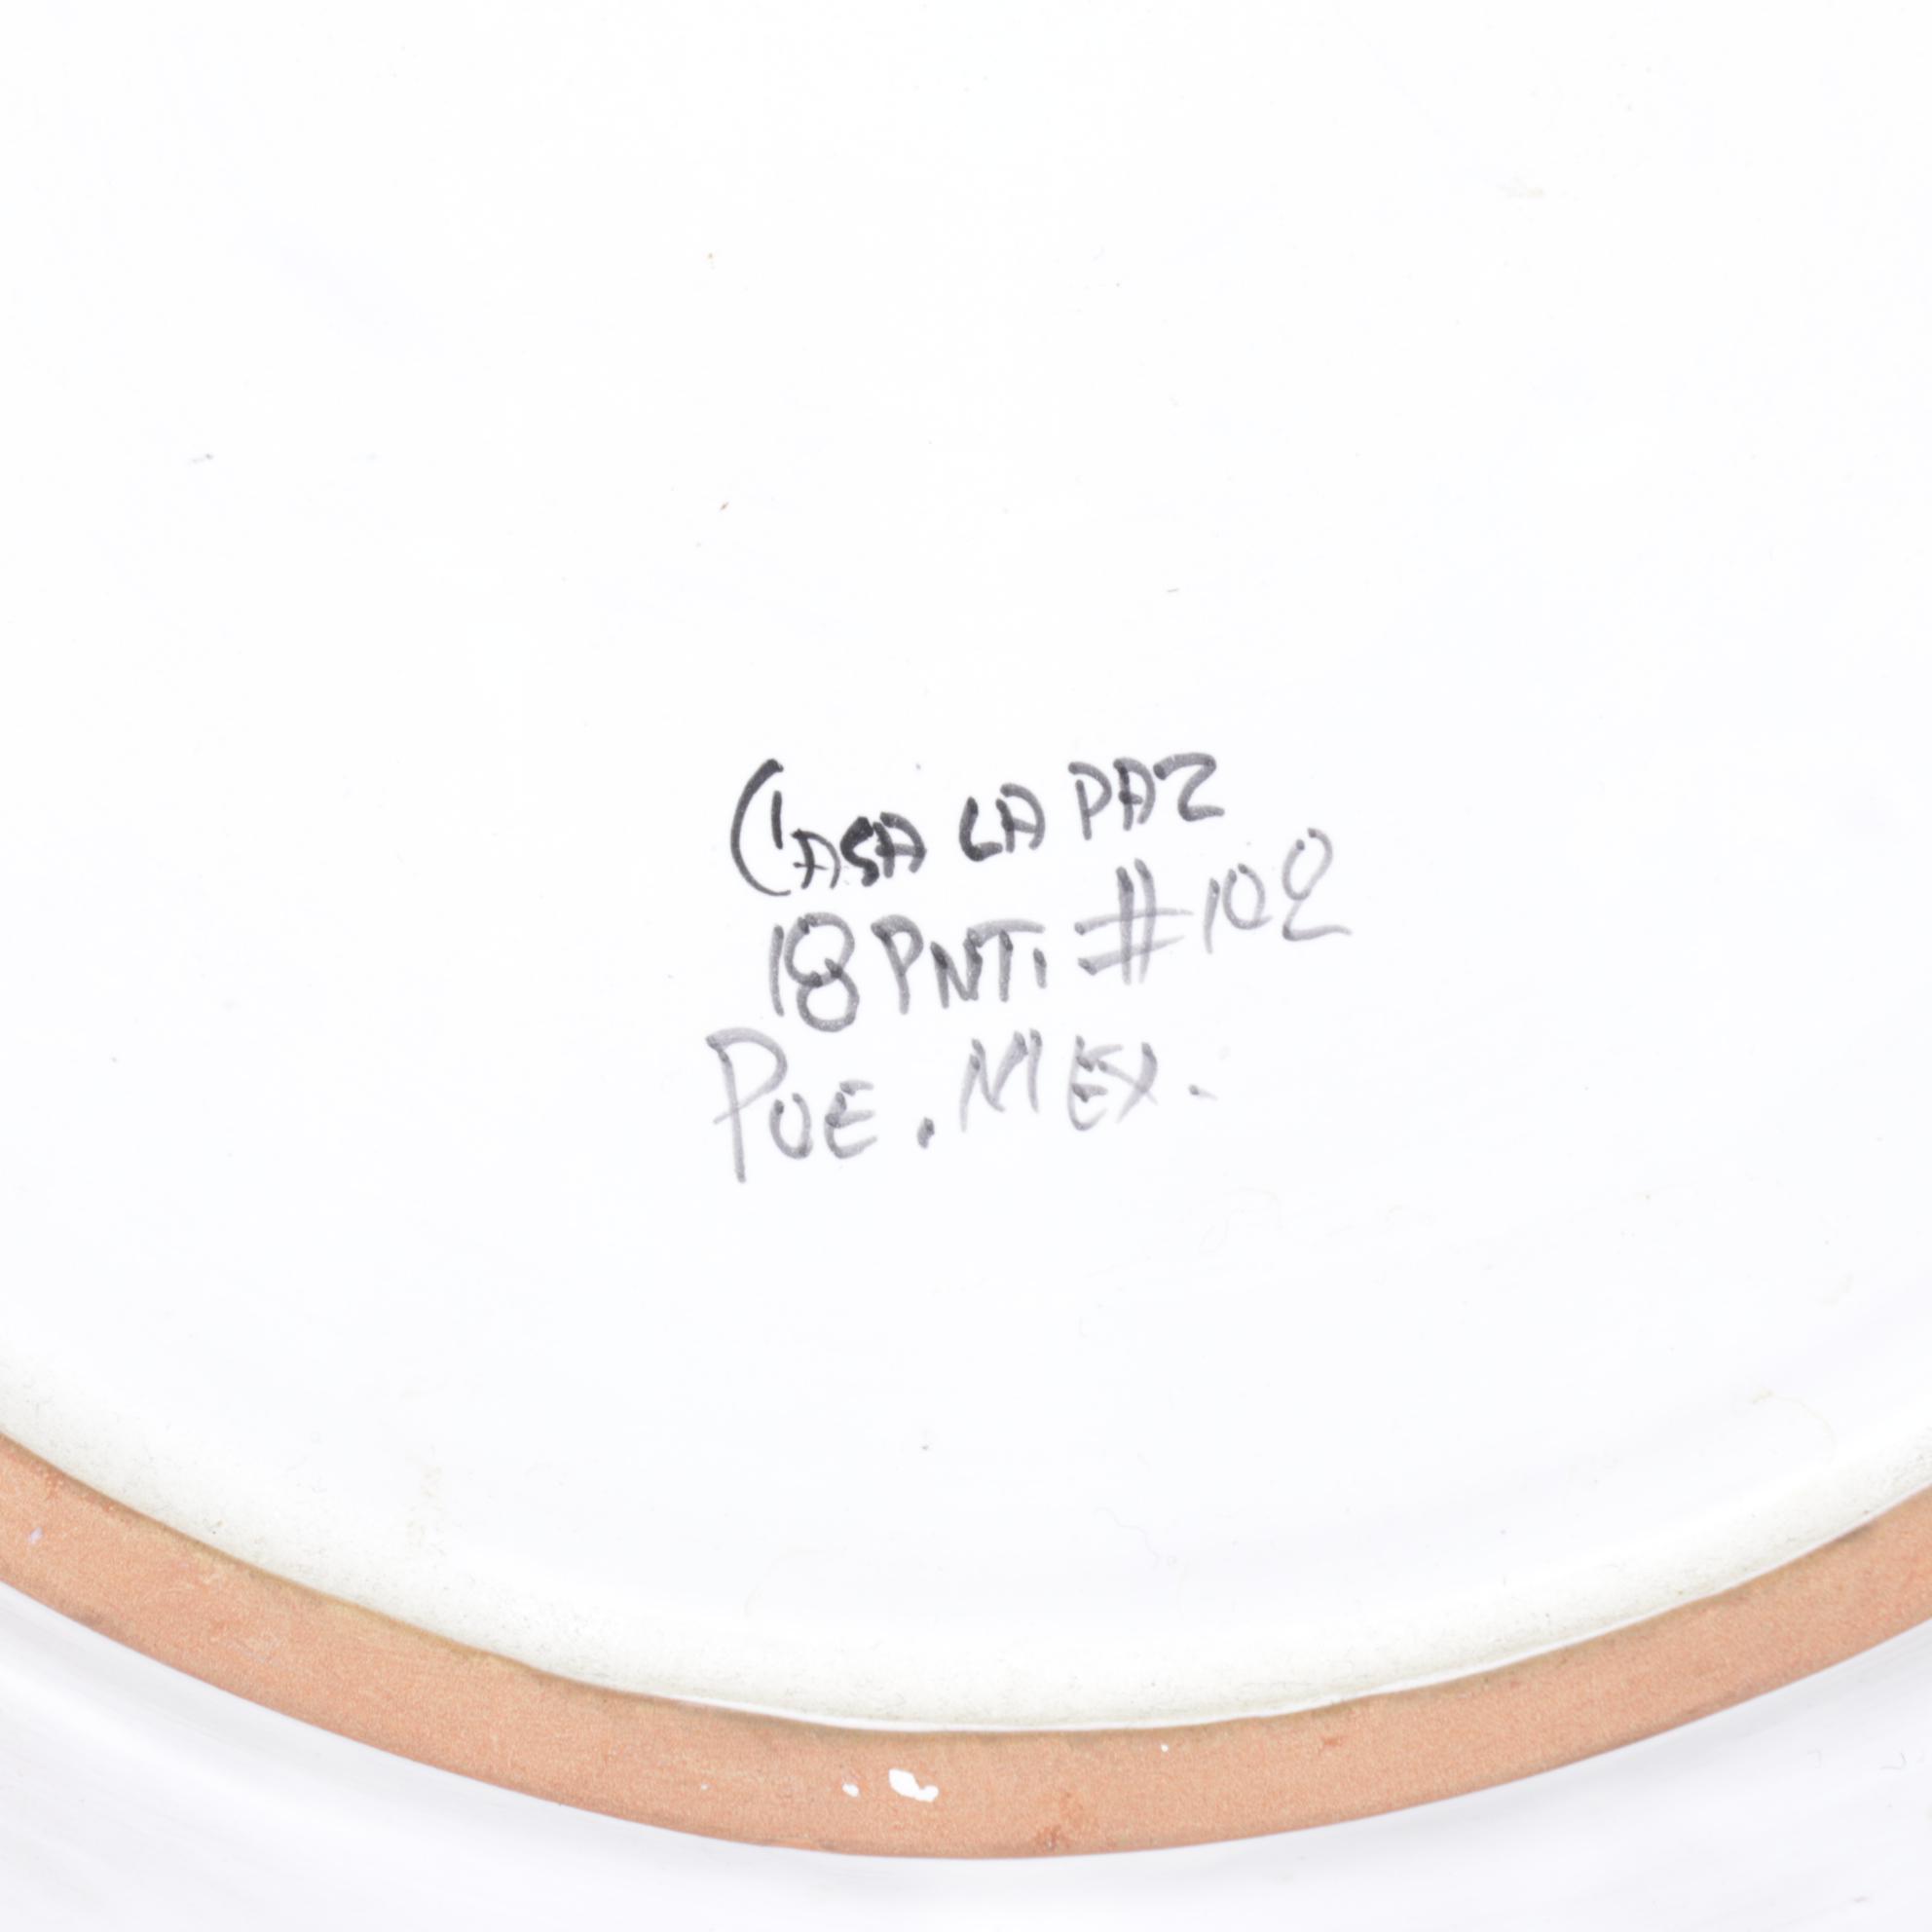 CASA LA PAZ
18 PNTI #102
PUE. MEX.